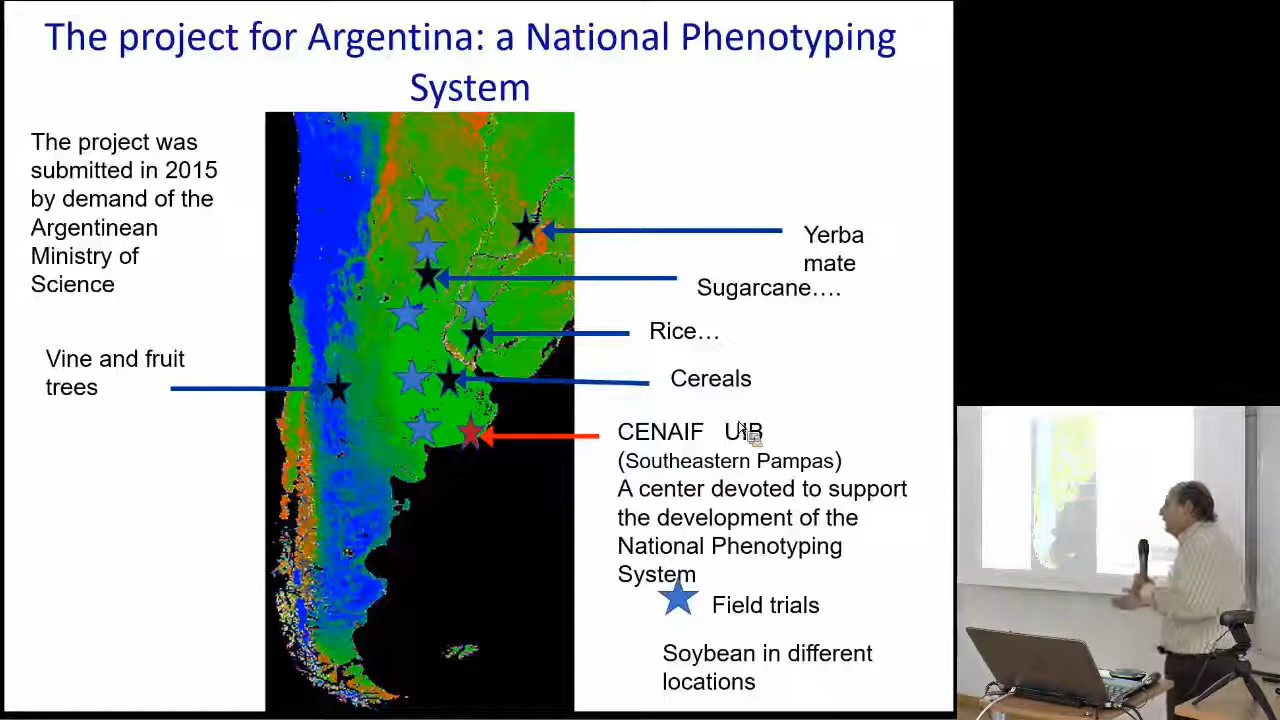 The project for Argentina: a National Phenotyping
System
The project was
submitted in 2015
by demand of the
Argentinean
Ministry of
Science
Yerba
mate
Sugarcane….
Rice…
Vine and fruit
trees
Cereals
CENAIF UIB
(Southeastern Pampas)
A center devoted to support
the development of the
National Phenotyping
System
Field trials
Soybean in different
locations